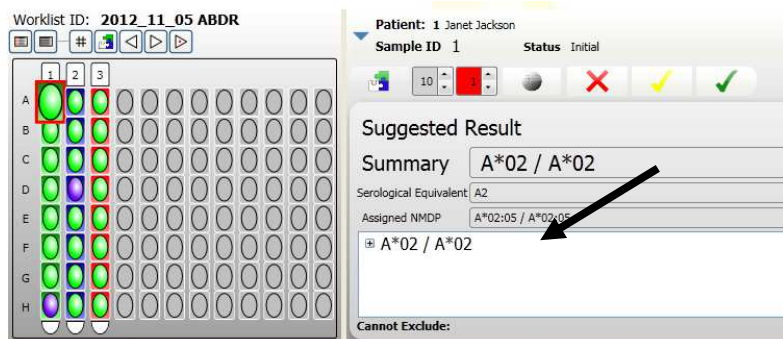 Worklist ID: 2012_11_05 ABDR
#
1 2 3
A
B
C
D
E
F
G
H
Patient: 1 Janet Jackson
Sample ID 1 Status Initial
10 1
Suggested Result
Summary A*02 / A*02
Serological Equivalent A2
Assigned NMDP A*02:05 / A*02:05
A*02 / A*02
Cannot Exclude: